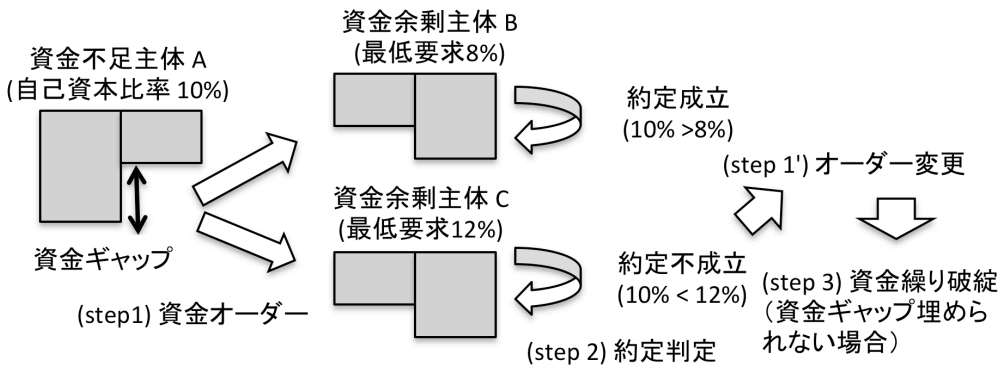 資金不足主体 A
(自己資本比率 10%)
資金ギャップ
(step1) 資金オーダー
資金余剰主体 B
(最低要求8%)
資金余剰主体 C
(最低要求12%)
約定成立
(10% >8%)
約定不成立
(10% < 12%)
(step 2) 約定判定
(step 1') オーダー変更
(step 3) 資金繰り破綻
（資金ギャップ埋めら
れない場合）